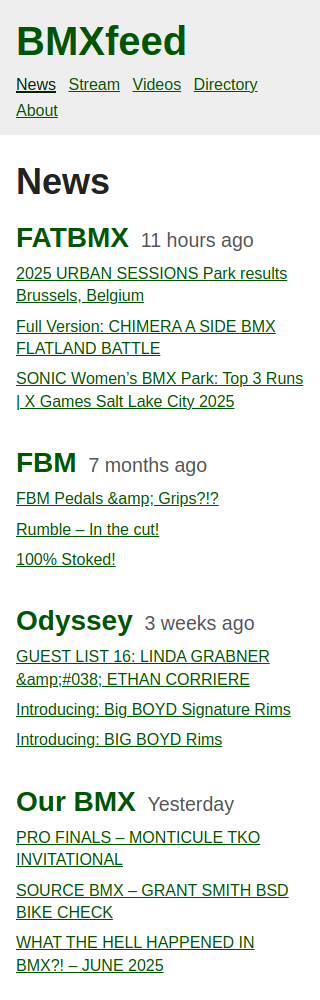 BMXfeed
News Stream Videos Directory
About
News
FATBMX 11 hours ago
2025 URBAN SESSIONS Park results
Brussels, Belgium
Full Version: CHIMERA A SIDE BMX
FLATLAND BATTLE
SONIC Women’s BMX Park: Top 3 Runs
| X Games Salt Lake City 2025
FBM 7 months ago
FBM Pedals &amp; Grips?!?
Rumble – In the cut!
100% Stoked!
Odyssey 3 weeks ago
GUEST LIST 16: LINDA GRABNER
&amp;#038; ETHAN CORRIERE
Introducing: Big BOYD Signature Rims
Introducing: BIG BOYD Rims
Our BMX Yesterday
PRO FINALS – MONTICULE TKO
INVITATIONAL
SOURCE BMX – GRANT SMITH BSD
BIKE CHECK
WHAT THE HELL HAPPENED IN
BMX?! – JUNE 2025